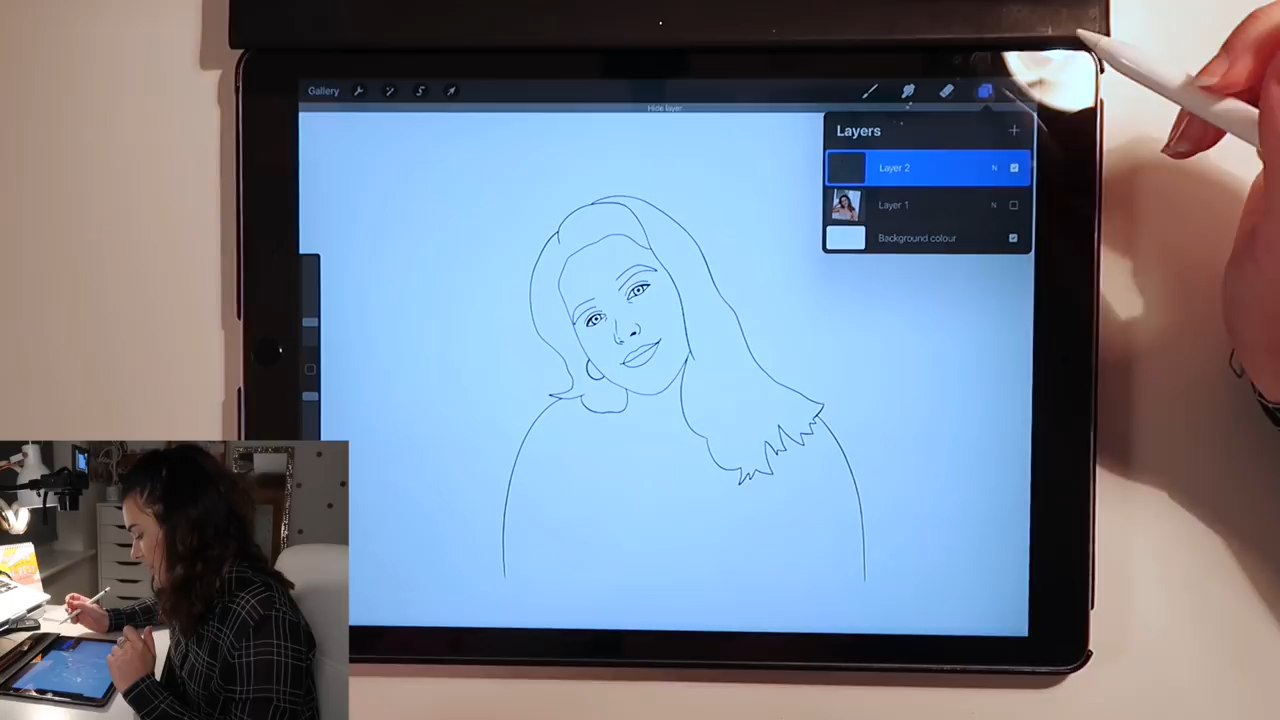 Gallery
Hide layer
Layers
Layer 2 N
Layer 1 N
Background colour